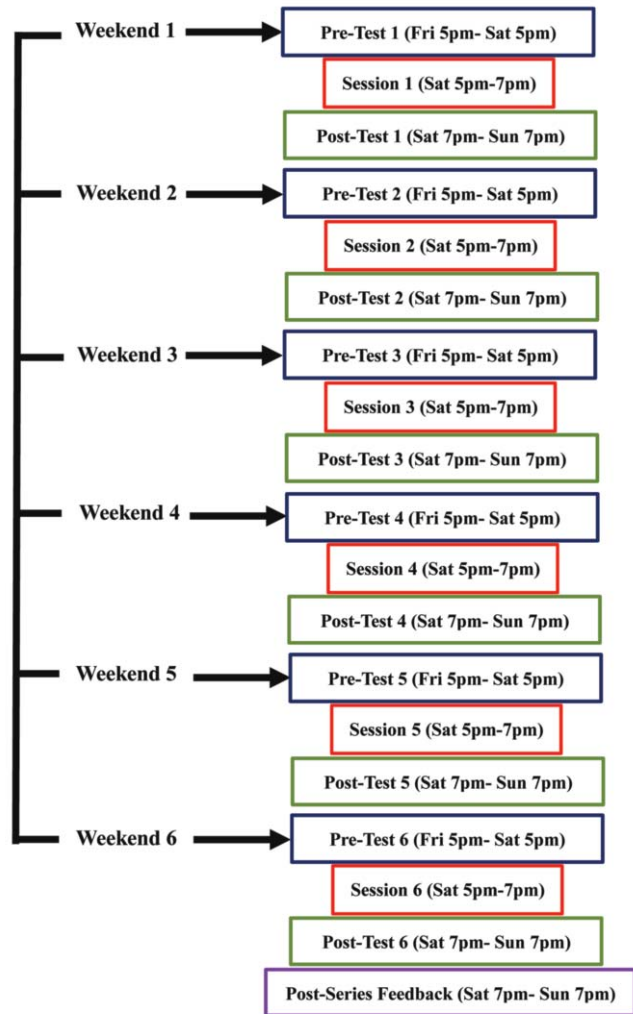 Weekend 1
Pre-Test 1 (Fri 5pm- Sat 5pm)
Session 1 (Sat 5pm-7pm)
Post-Test 1 (Sat 7pm- Sun 7pm)
Weekend 2
Pre-Test 2 (Fri 5pm- Sat 5pm)
Session 2 (Sat 5pm-7pm)
Post-Test 2 (Sat 7pm- Sun 7pm)
Weekend 3
Pre-Test 3 (Fri 5pm- Sat 5pm)
Session 3 (Sat 5pm-7pm)
Post-Test 3 (Sat 7pm- Sun 7pm)
Weekend 4
Pre-Test 4 (Fri 5pm- Sat 5pm)
Session 4 (Sat 5pm-7pm)
Post-Test 4 (Sat 7pm- Sun 7pm)
Weekend 5
Pre-Test 5 (Fri 5pm- Sat 5pm)
Session 5 (Sat 5pm-7pm)
Post-Test 5 (Sat 7pm- Sun 7pm)
Weekend 6
Pre-Test 6 (Fri 5pm- Sat 5pm)
Session 6 (Sat 5pm-7pm)
Post-Test 6 (Sat 7pm- Sun 7pm)
Post-Series Feedback (Sat 7pm- Sun 7pm)